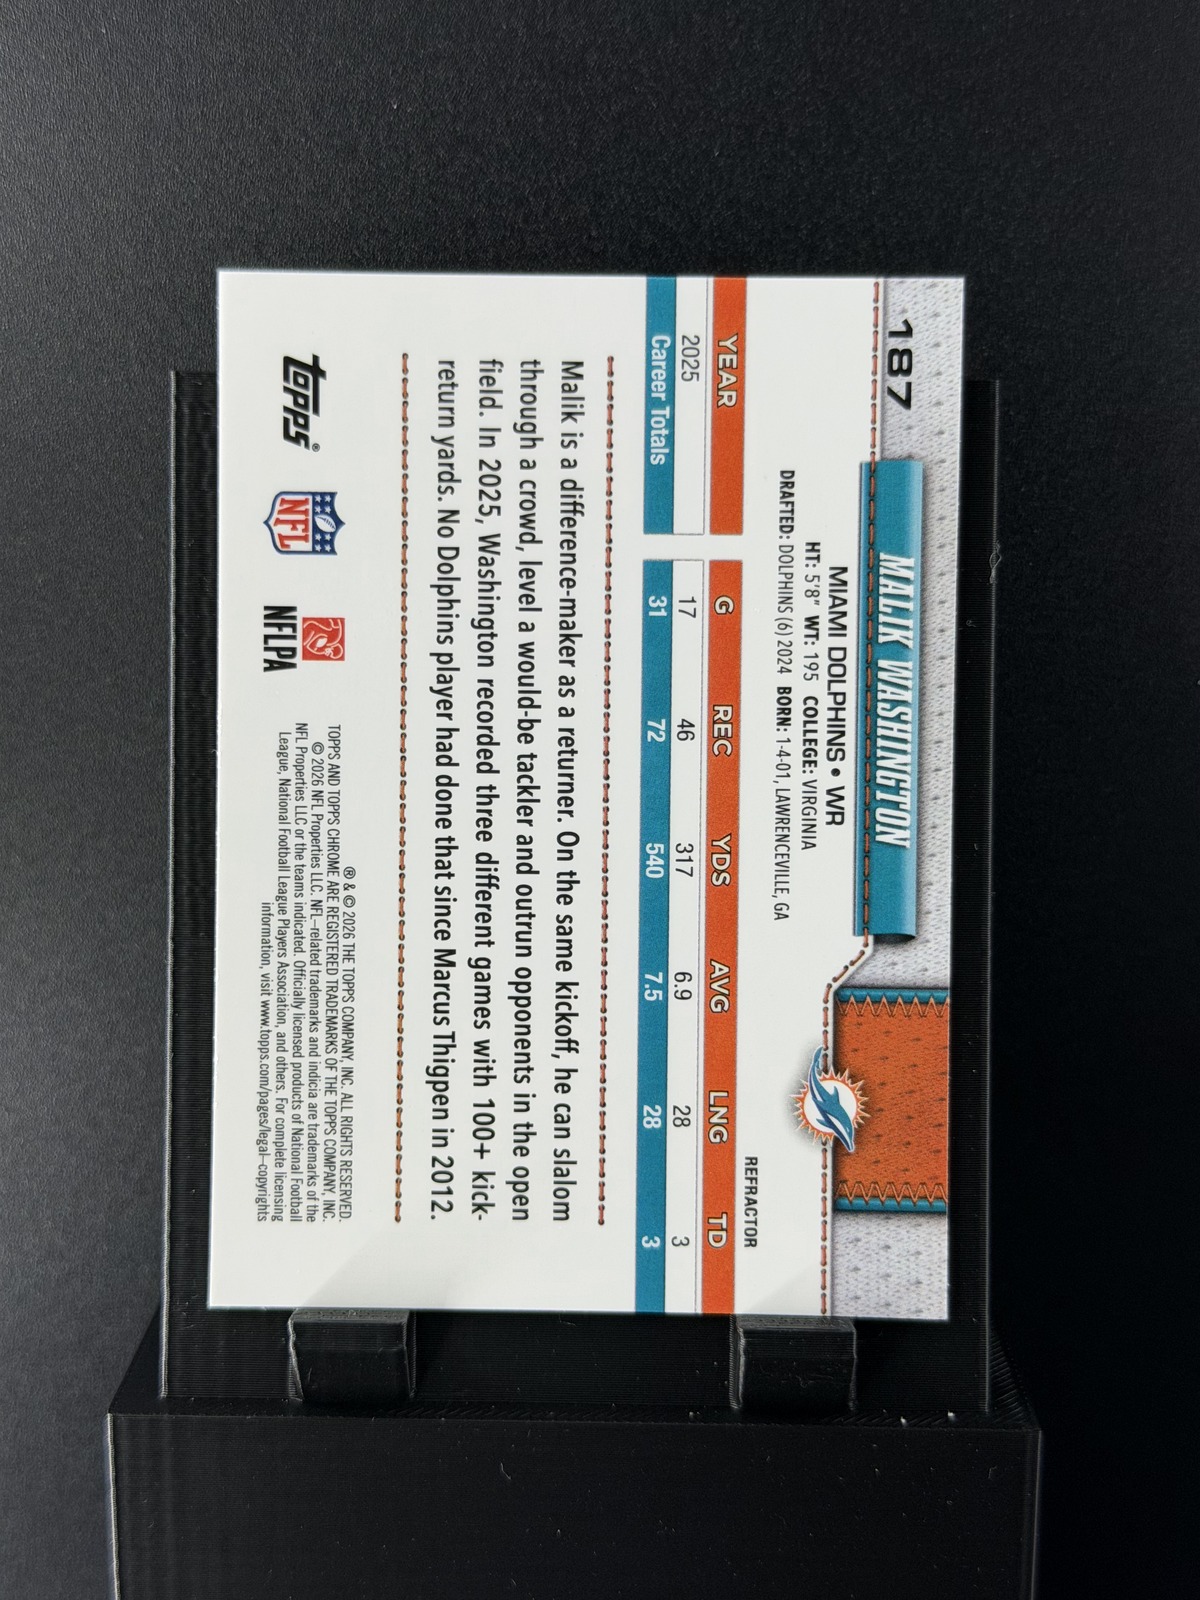 187
MALIK WASHINGTON
MIAMI DOLPHINS • WR
HT: 5'8" WT: 195 COLLEGE: VIRGINIA
DRAFTED: DOLPHINS (6) 2024 BORN: 1-4-01, LAWRENCEVILLE, GA
REFRACTOR
YEAR G REC YDS AVG LNG TD
2025 17 46 317 6.9 28 3
Career Totals 31 72 540 7.5 28 3
Malik is a difference-maker as a returner. On the same kickoff, he can slalom
through a crowd, level a would-be tackler and outrun opponents in the open
field. In 2025, Washington recorded three different games with 100+ kick-
return yards. No Dolphins player had done that since Marcus Thigpen in 2012.
topps®
NFL
NFLPA
® & © 2026 THE TOPPS COMPANY, INC. ALL RIGHTS RESERVED.
TOPPS AND TOPPS CHROME ARE REGISTERED TRADEMARKS OF THE TOPPS COMPANY, INC.
© 2026 NFL Properties LLC. NFL-related trademarks and indicia are trademarks of the
NFL Properties LLC or the teams indicated. Officially licensed products of National Football
League, National Football League Players Association, and others. For complete licensing
information, visit www.topps.com/pages/legal-copyrights